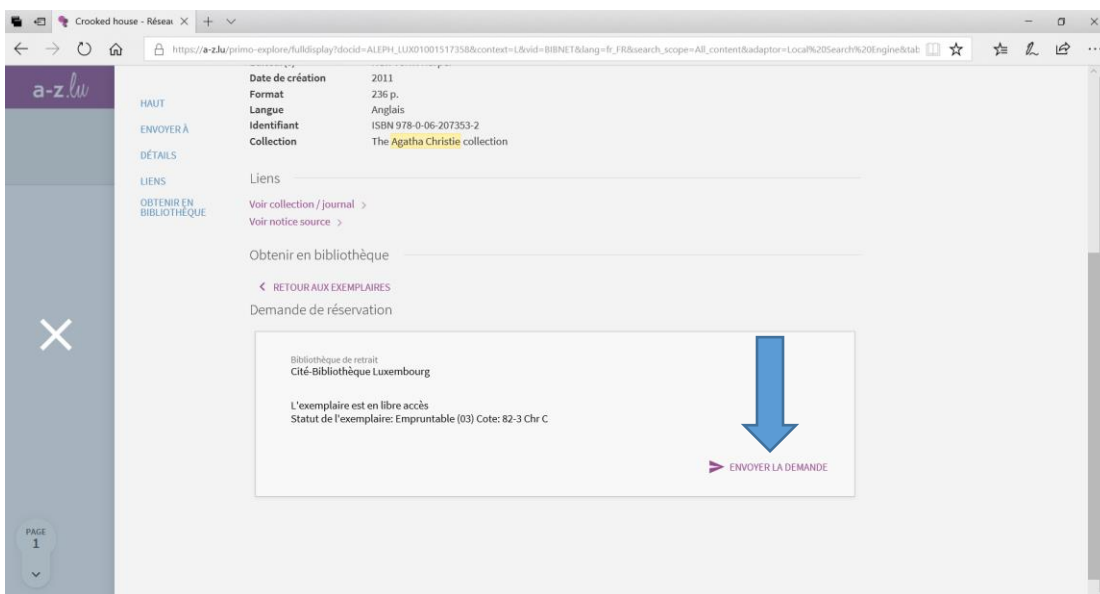 Crooked house - Réseau
https://a-z.lu/primo-explore/fulldisplay?docid=ALEPH_LUX01001517358&context=L&vid=BIBNET&lang=fr_FR&search_scope=All_content&adaptor=Local%20Search%20Engine&tab
a-z.lu
Date de création 2011
Format 236 p.
Langue Anglais
Identifiant ISBN 978-0-06-207353-2
Collection The Agatha Christie collection
HAUT
ENVOYER À
DÉTAILS
LIENS
OBTENIR EN
BIBLIOTHÈQUE
Liens
Voir collection / journal
Voir notice source
Obtenir en bibliothèque
RETOUR AUX EXEMPLAIRES
Demande de réservation
Bibliothèque de retrait
Cité-Bibliothèque Luxembourg
L'exemplaire est en libre accès
Statut de l'exemplaire: Empruntable (03) Cote: 82-3 Chr C
ENVOYER LA DEMANDE
PAGE
1